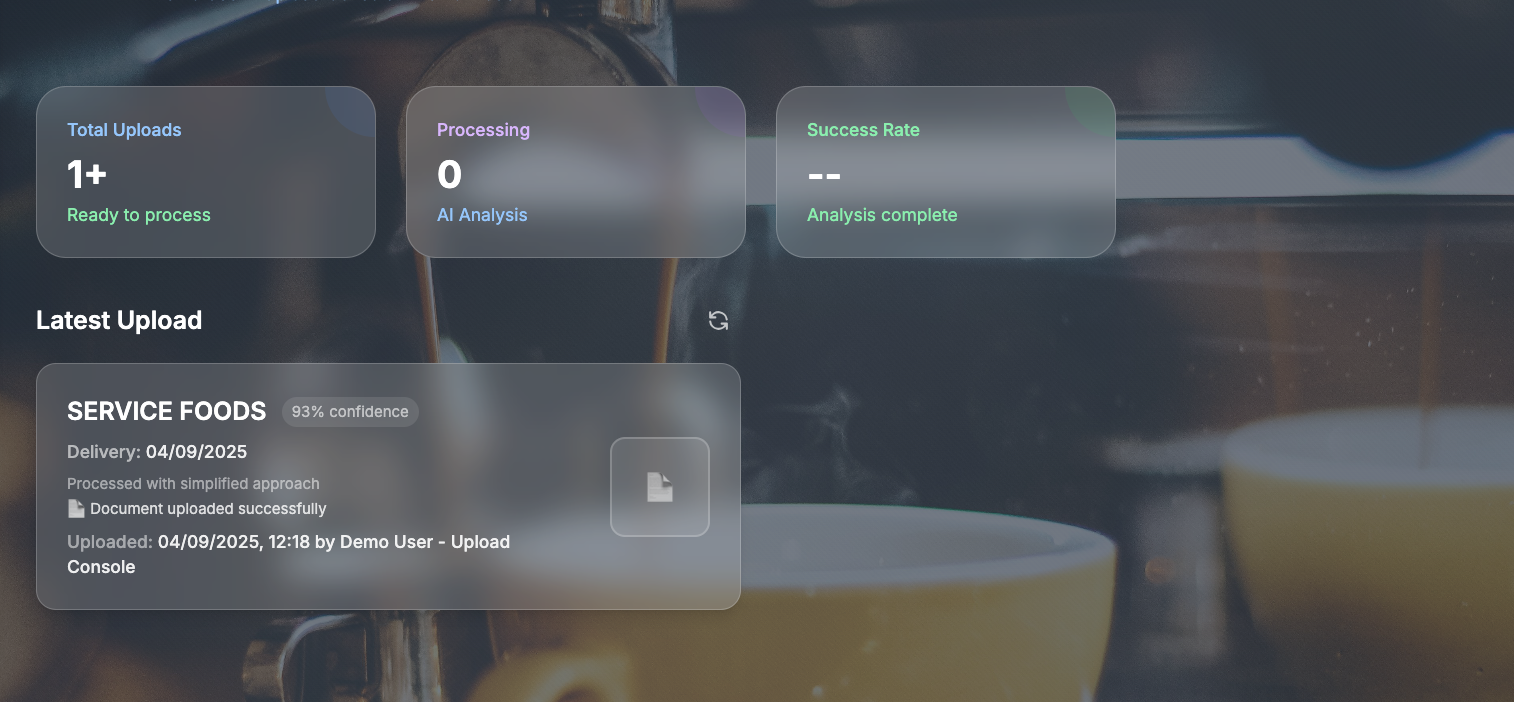 Total Uploads
1+
Ready to process
Processing
0
AI Analysis
Success Rate
--
Analysis complete
Latest Upload
SERVICE FOODS 93% confidence
Delivery: 04/09/2025
Processed with simplified approach
Document uploaded successfully
Uploaded: 04/09/2025, 12:18 by Demo User - Upload
Console